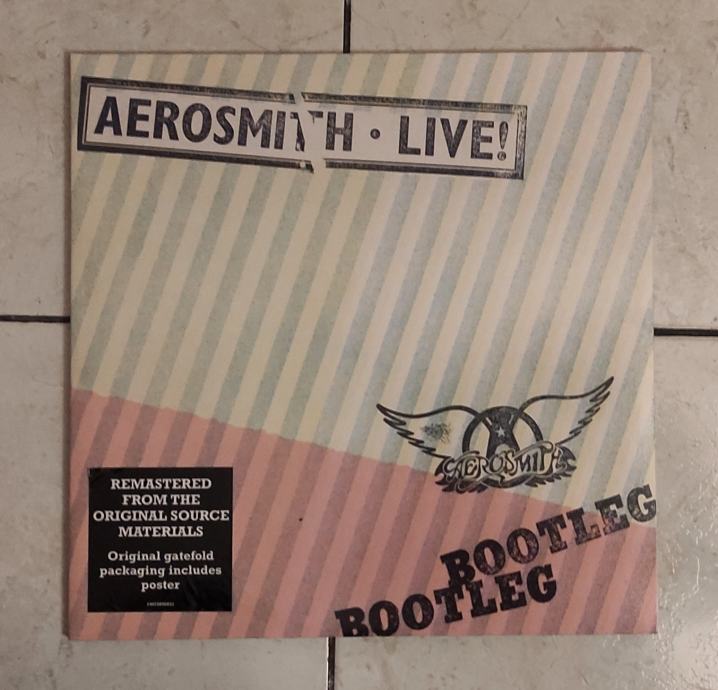 AEROSMITH • LIVE!
AEROSMITH
BOOTLEG
BOOTLEG
REMASTERED
FROM THE
ORIGINAL SOURCE
MATERIALS
Original gatefold
packaging includes
poster